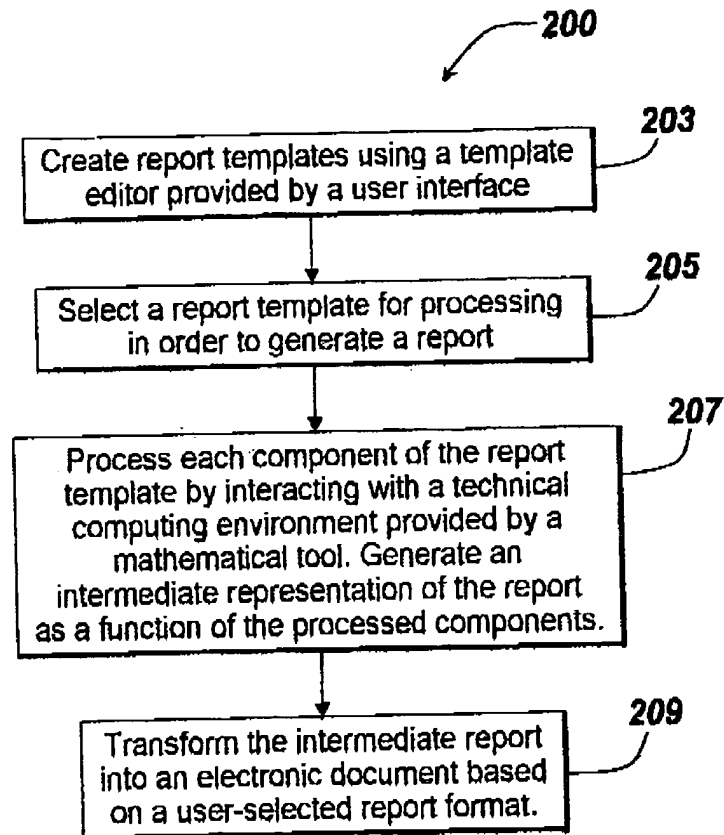 200
203
Create report templates using a template
editor provided by a user interface
205
Select a report template for processing
in order to generate a report
207
Process each component of the report
template by interacting with a technical
computing environment provided by a
mathematical tool. Generate an
intermediate representation of the report
as a function of the processed components.
209
Transform the intermediate report
into an electronic document based
on a user-selected report format.